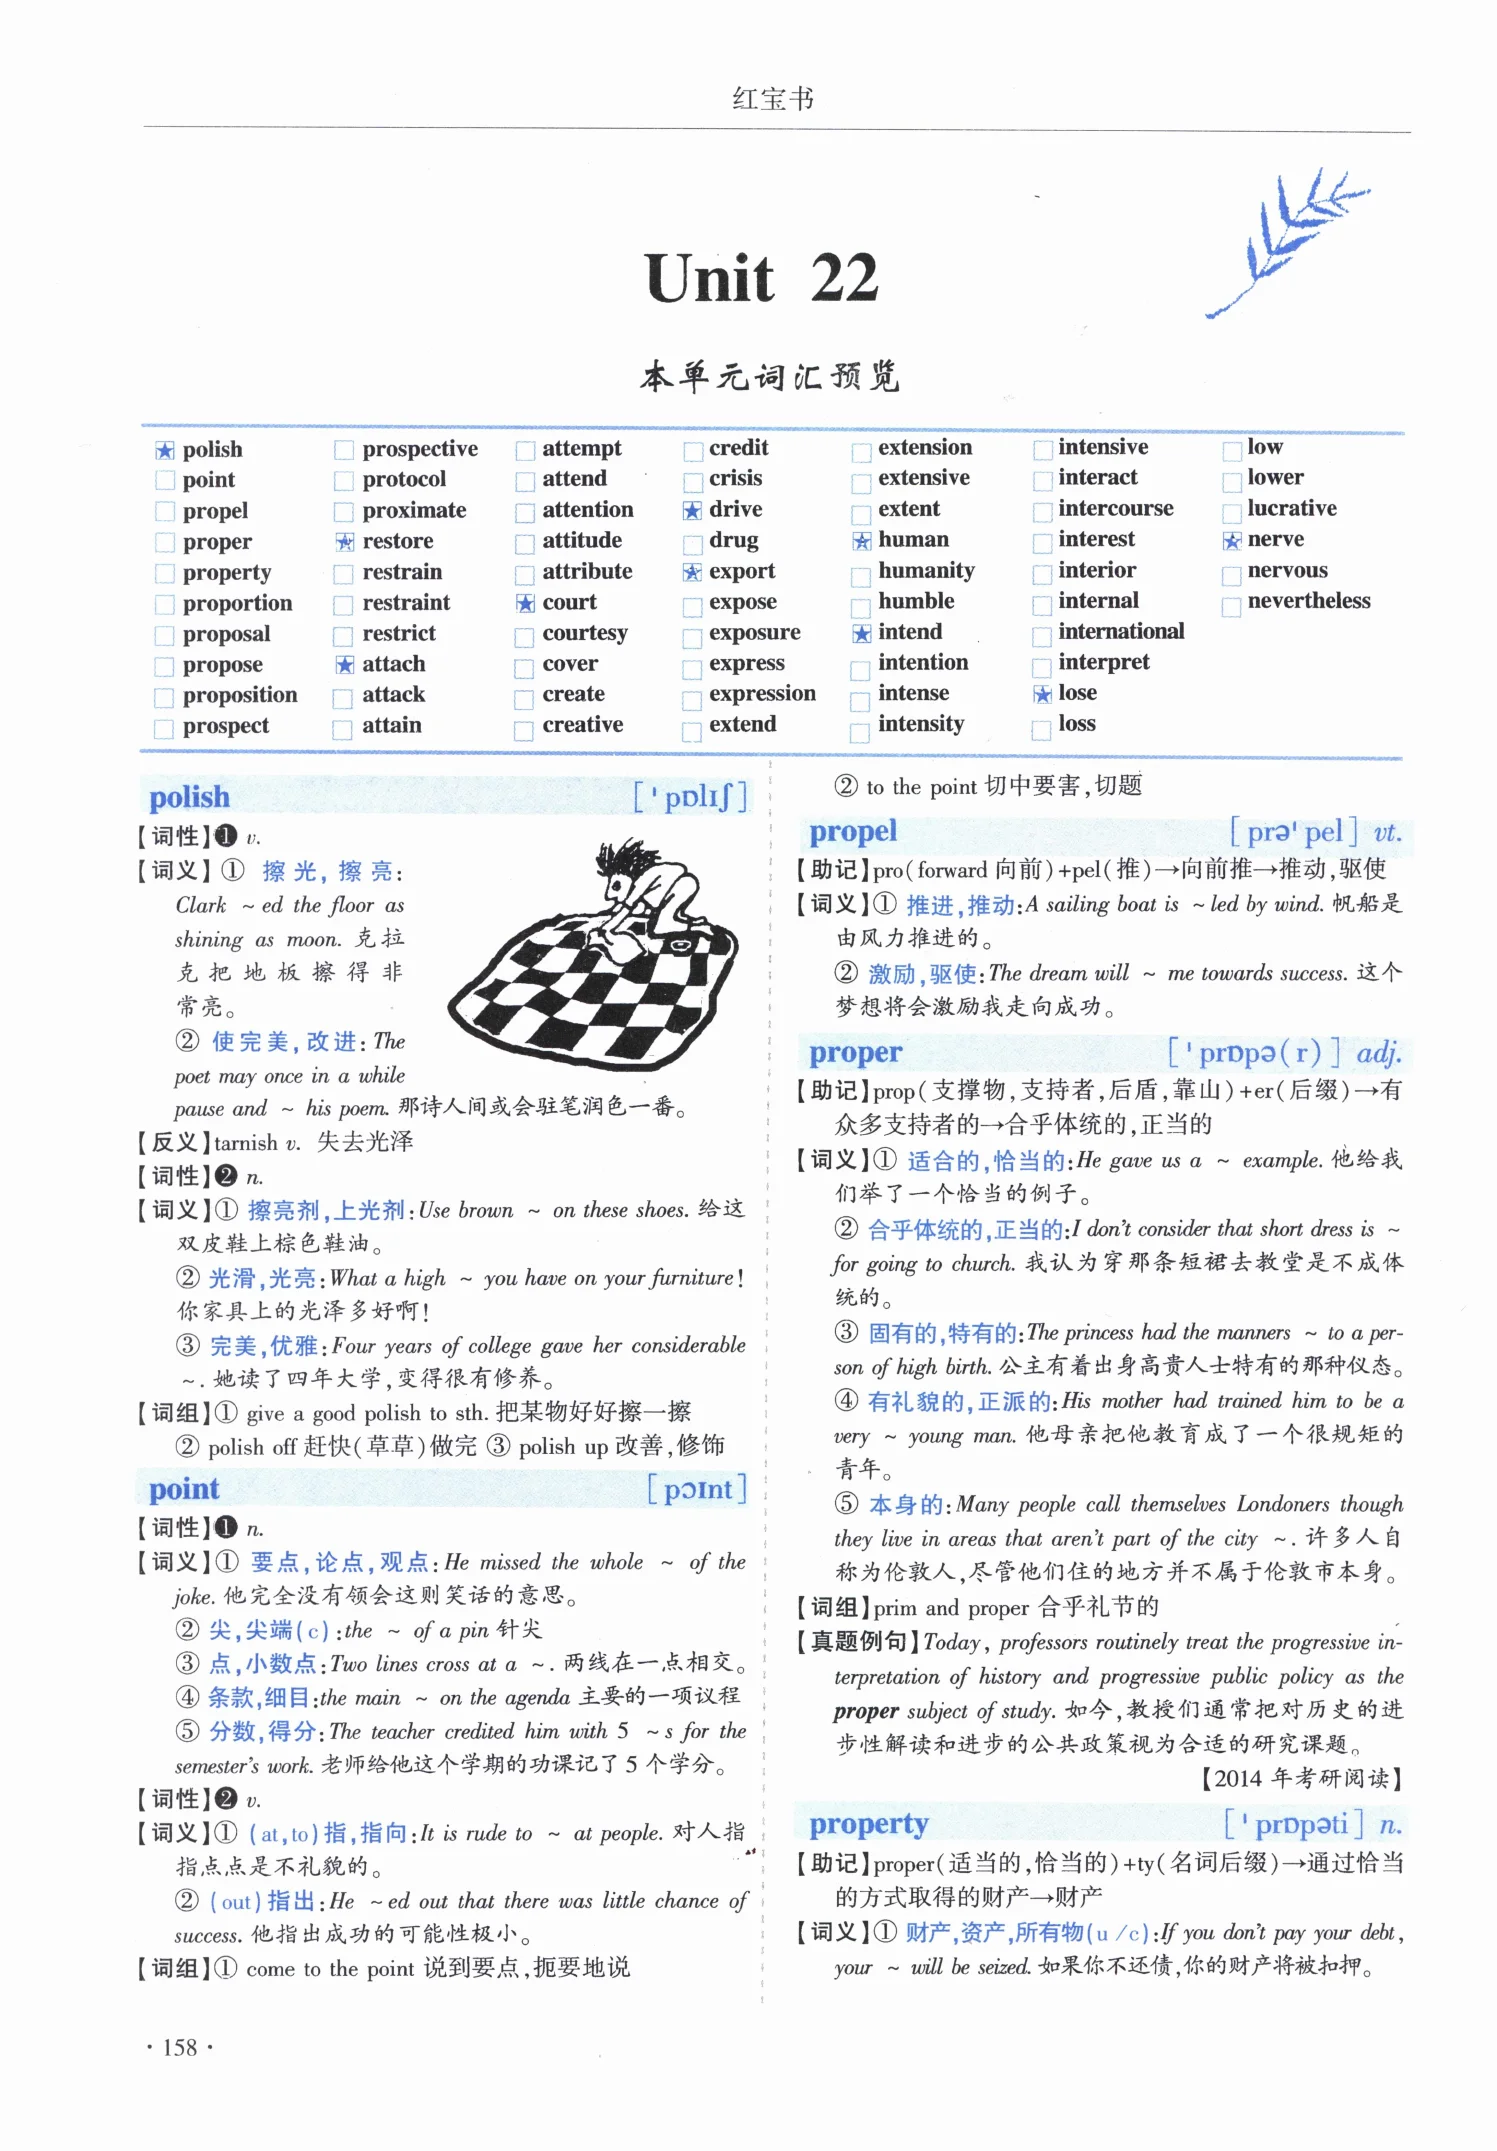 红宝书
Unit 22
本单元词汇预览
polish prospective attempt credit extension intensive low
point protocol attend crisis extensive interact lower
propel proximate attention drive extent intercourse lucrative
proper restore attitude drug human interest nerve
property restrain attribute export humanity interior nervous
proportion restraint court expose humble internal nevertheless
proposal restrict courtesy exposure intend international
propose attach cover express intention interpret
proposition attack create expression intense lose
prospect attain creative extend intensity loss
polish [ˈpɒlɪʃ]
【词性】❶ v.
【词义】① 擦光，擦亮：
Clark ~ed the floor as
shining as moon. 克拉
克把地板擦得非
常亮。
② 使完美，改进：The
poet may once in a while
pause and ~ his poem. 那诗人间或会驻笔润色一番。
【反义】tarnish v. 失去光泽
【词性】❷ n.
【词义】① 擦亮剂，上光剂：Use brown ~ on these shoes. 给这
双皮鞋上棕色鞋油。
② 光滑，光亮：What a high ~ you have on your furniture!
你家具上的光泽多好啊！
③ 完美，优雅：Four years of college gave her considerable
~. 她读了四年大学，变得很有修养。
【词组】① give a good polish to sth. 把某物好好擦一擦
② polish off 赶快（草草）做完 ③ polish up 改善，修饰
point [pɔɪnt]
【词性】❶ n.
【词义】① 要点，论点，观点：He missed the whole ~ of the
joke. 他完全没有领会这则笑话的意思。
② 尖，尖端(c)：the ~ of a pin 针尖
③ 点，小数点：Two lines cross at a ~. 两线在一点相交。
④ 条款，细目：the main ~ on the agenda 主要的一项议程
⑤ 分数，得分：The teacher credited him with 5 ~s for the
semester's work. 老师给他这个学期的功课记了 5 个学分。
【词性】❷ v.
【词义】① (at,to)指，指向：It is rude to ~ at people. 对人指
指点点是不礼貌的。
② (out)指出：He ~ed out that there was little chance of
success. 他指出成功的可能性极小。
【词组】① come to the point 说到要点，扼要地说
② to the point 切中要害，切题
propel [prəˈpel] vt.
【助记】pro(forward 向前)+pel(推)→向前推→推动，驱使
【词义】① 推进，推动：A sailing boat is ~led by wind. 帆船是
由风力推进的。
② 激励，驱使：The dream will ~ me towards success. 这个
梦想将会激励我走向成功。
proper [ˈprɒpə(r)] adj.
【助记】prop(支撑物，支持者，后盾，靠山)+er(后缀)→有
众多支持者的→合乎体统的，正当的
【词义】① 适合的，恰当的：He gave us a ~ example. 他给我
们举了一个恰当的例子。
② 合乎体统的，正当的：I don't consider that short dress is ~
for going to church. 我认为穿那条短裙去教堂是不成体
统的。
③ 固有的，特有的：The princess had the manners ~ to a per-
son of high birth. 公主有着出身高贵人士特有的那种仪态。
④ 有礼貌的，正派的：His mother had trained him to be a
very ~ young man. 他母亲把他教育成了一个很规矩的
青年。
⑤ 本身的：Many people call themselves Londoners though
they live in areas that aren't part of the city ~. 许多人自
称为伦敦人，尽管他们住的地方并不属于伦敦市本身。
【词组】prim and proper 合乎礼节的
【真题例句】Today, professors routinely treat the progressive in-
terpretation of history and progressive public policy as the
proper subject of study. 如今，教授们通常把对历史的进
步性解读和进步的公共政策视为合适的研究课题。
【2014 年考研阅读】
property [ˈprɒpəti] n.
【助记】proper(适当的，恰当的)+ty(名词后缀)→通过恰当
的方式取得的财产→财产
【词义】① 财产，资产，所有物(u/c)：If you don't pay your debt,
your ~ will be seized. 如果你不还债，你的财产将被扣押。
· 158 ·